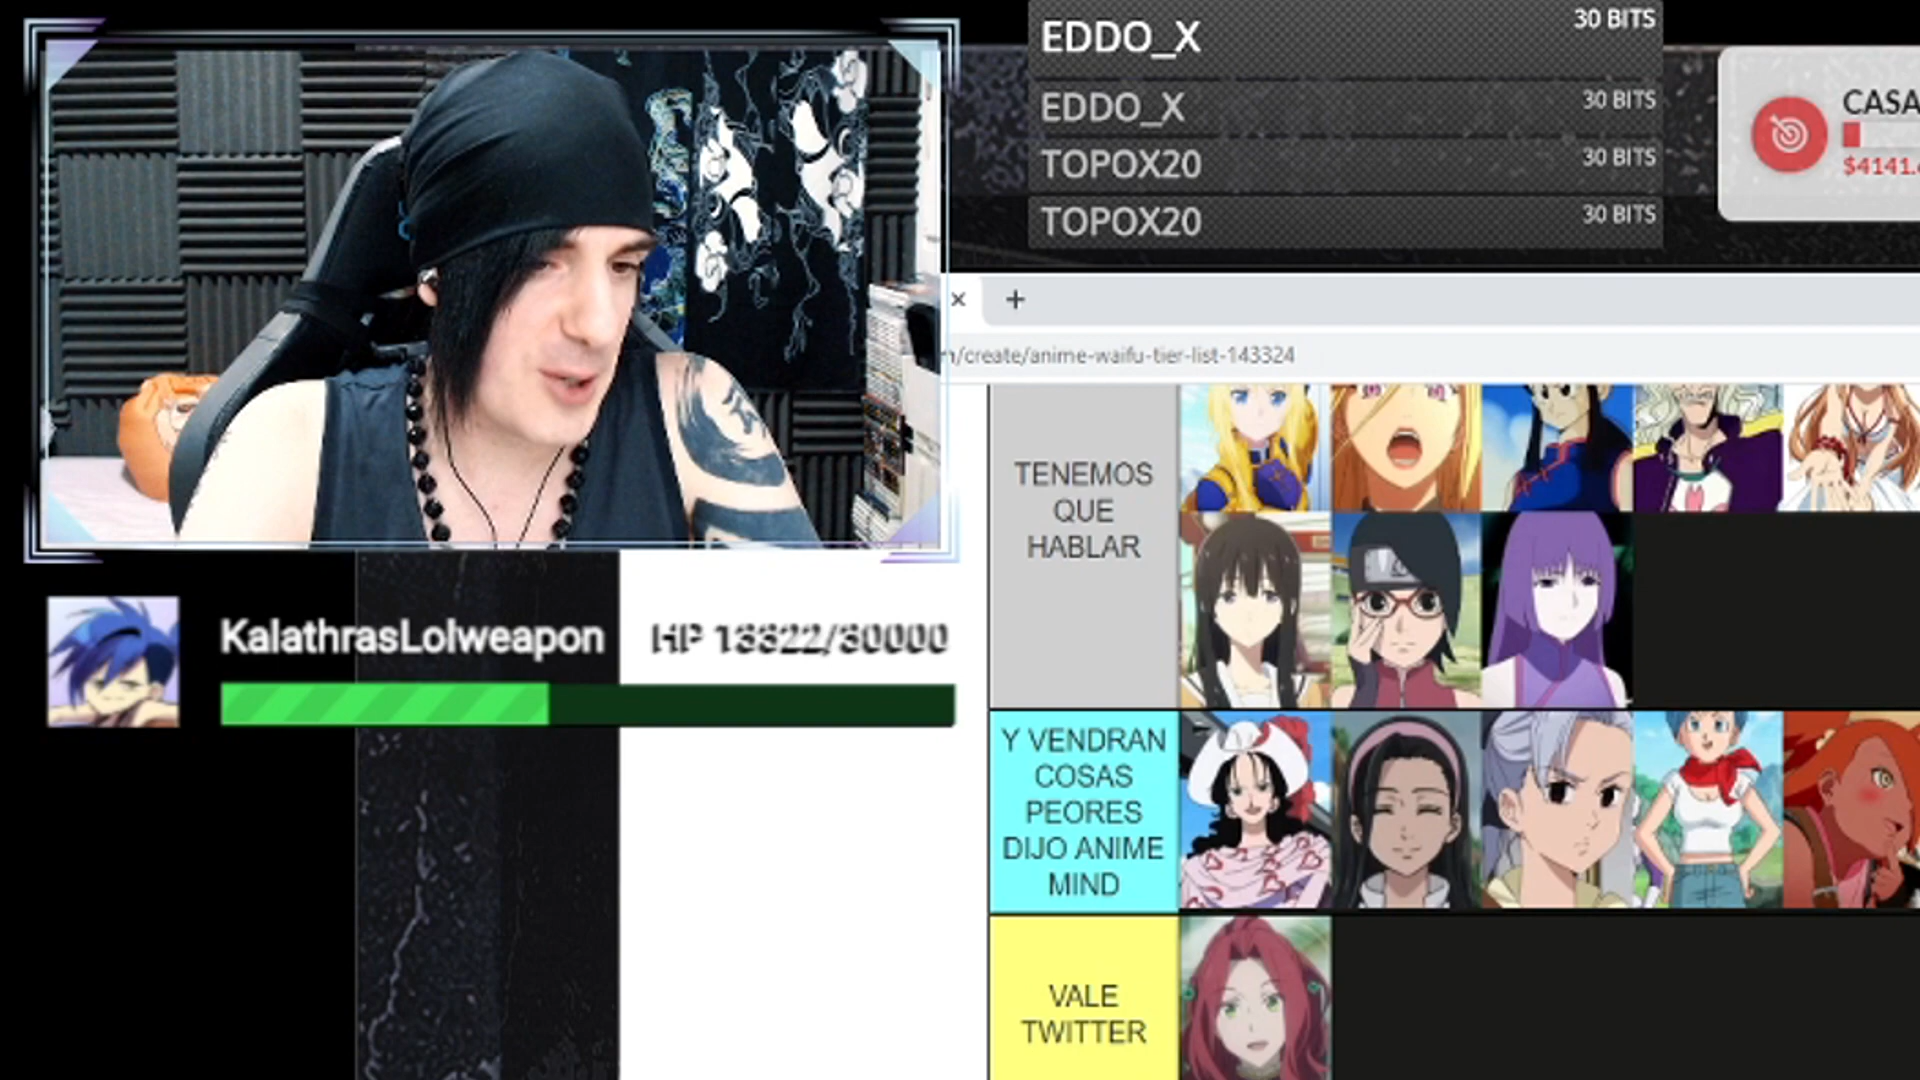 EDDO_X 30 BITS
EDDO_X 30 BITS
TOPOX20 30 BITS
TOPOX20 30 BITS
CASA
$4141.
/create/anime-waifu-tier-list-143324
KalathrasLolweapon HP 13322/30000
TENEMOS
QUE
HABLAR
Y VENDRAN
COSAS
PEORES
DIJO ANIME
MIND
VALE
TWITTER